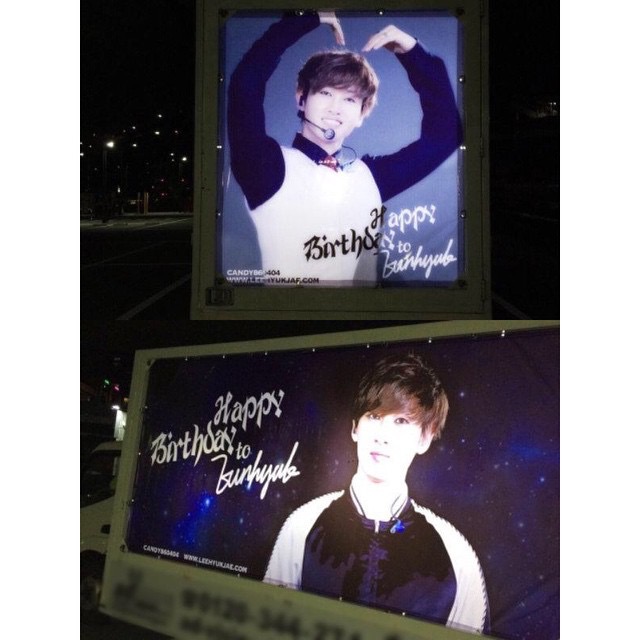 Happy
Birthday
to
Eunhyuk
CANDY860404
WWW.LEEHYUKJAE.COM
Happy
Birthday
to
Eunhyuk
CANDY860404 WWW.LEEHYUKJAE.COM